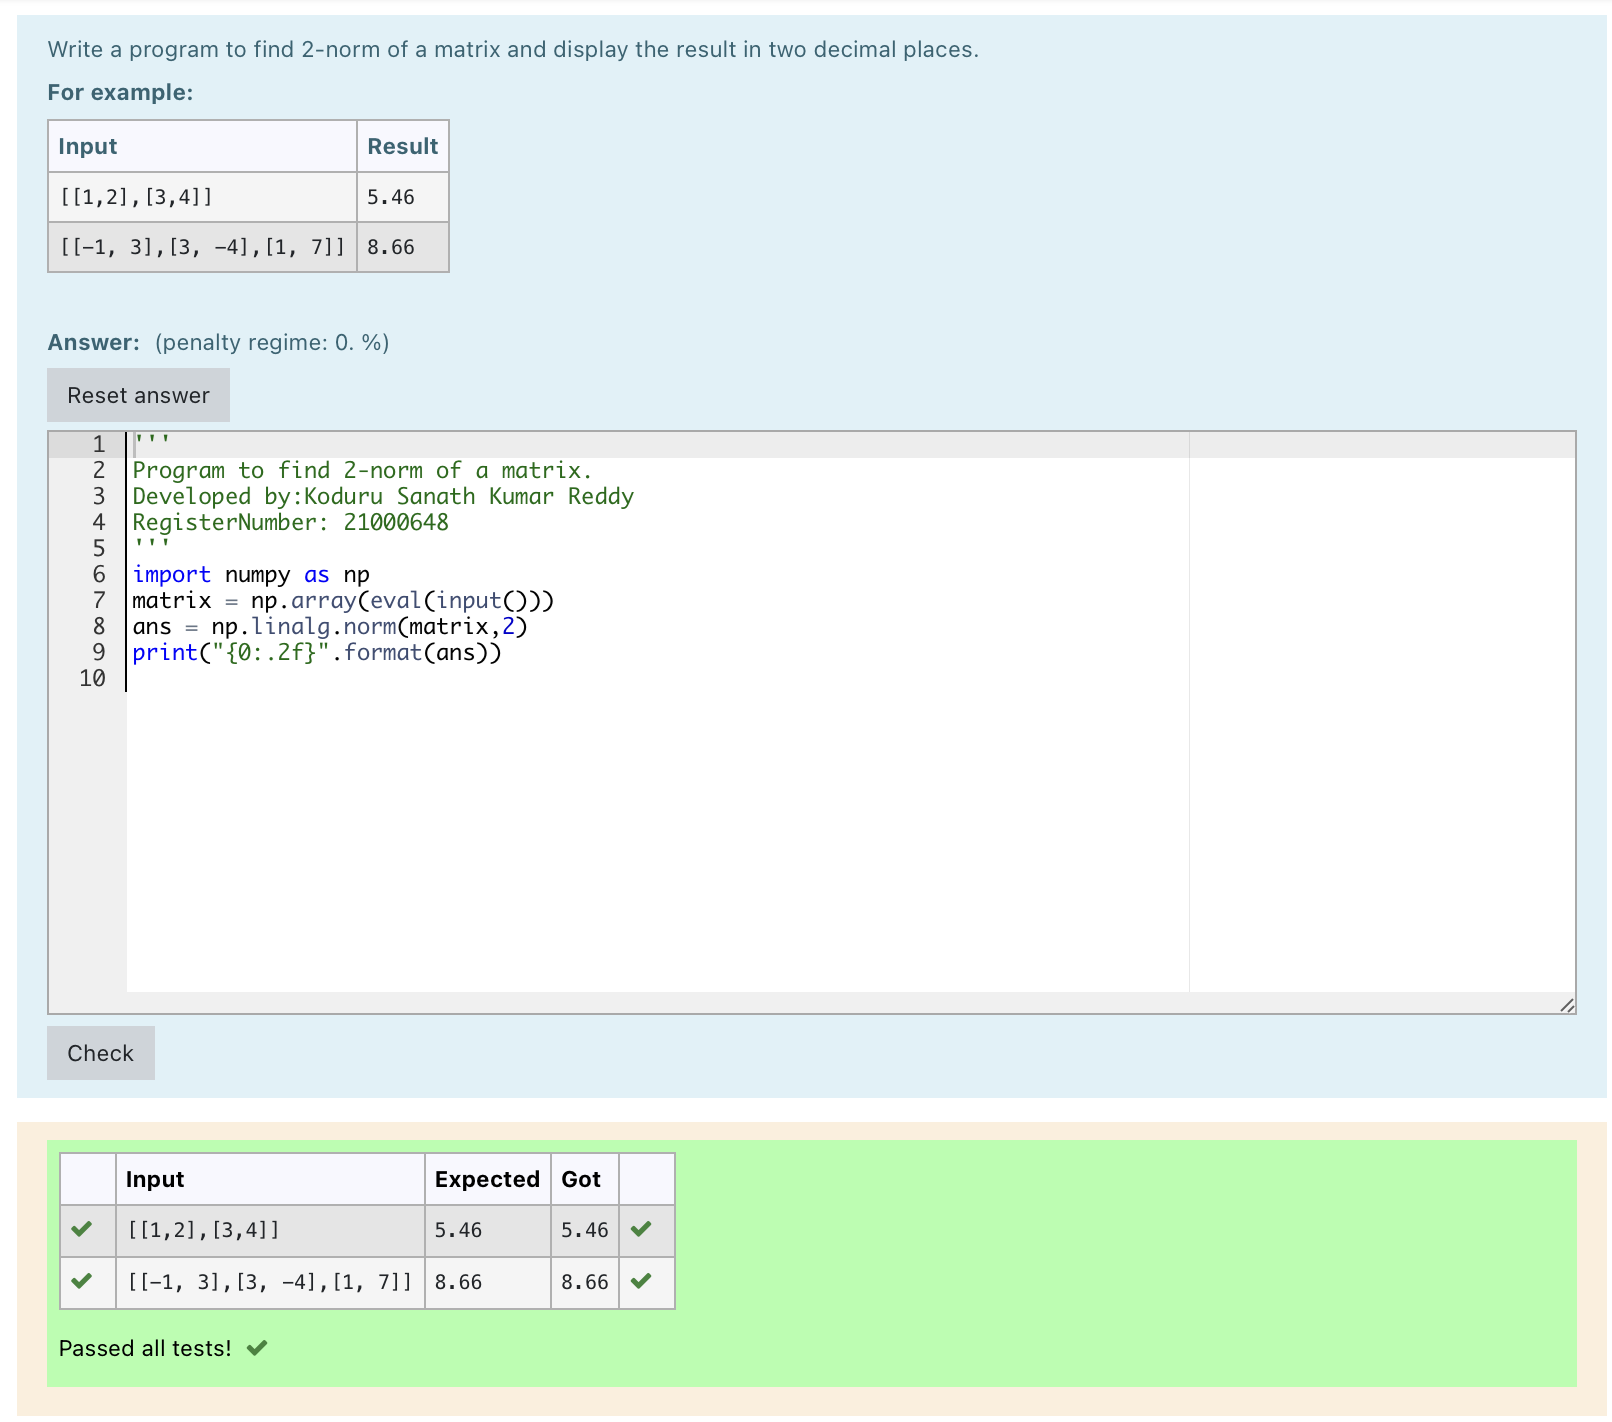 Write a program to find 2-norm of a matrix and display the result in two decimal places.
For example:
Input Result
[[1,2],[3,4]] 5.46
[[-1, 3],[3, -4],[1, 7]] 8.66
Answer: (penalty regime: 0. %)
Reset answer
1 '''
2 Program to find 2-norm of a matrix.
3 Developed by:Koduru Sanath Kumar Reddy
4 RegisterNumber: 21000648
5 '''
6 import numpy as np
7 matrix = np.array(eval(input()))
8 ans = np.linalg.norm(matrix,2)
9 print("{0:.2f}".format(ans))
10
Check
Input Expected Got
[[1,2],[3,4]] 5.46 5.46
[[-1, 3],[3, -4],[1, 7]] 8.66 8.66
Passed all tests!